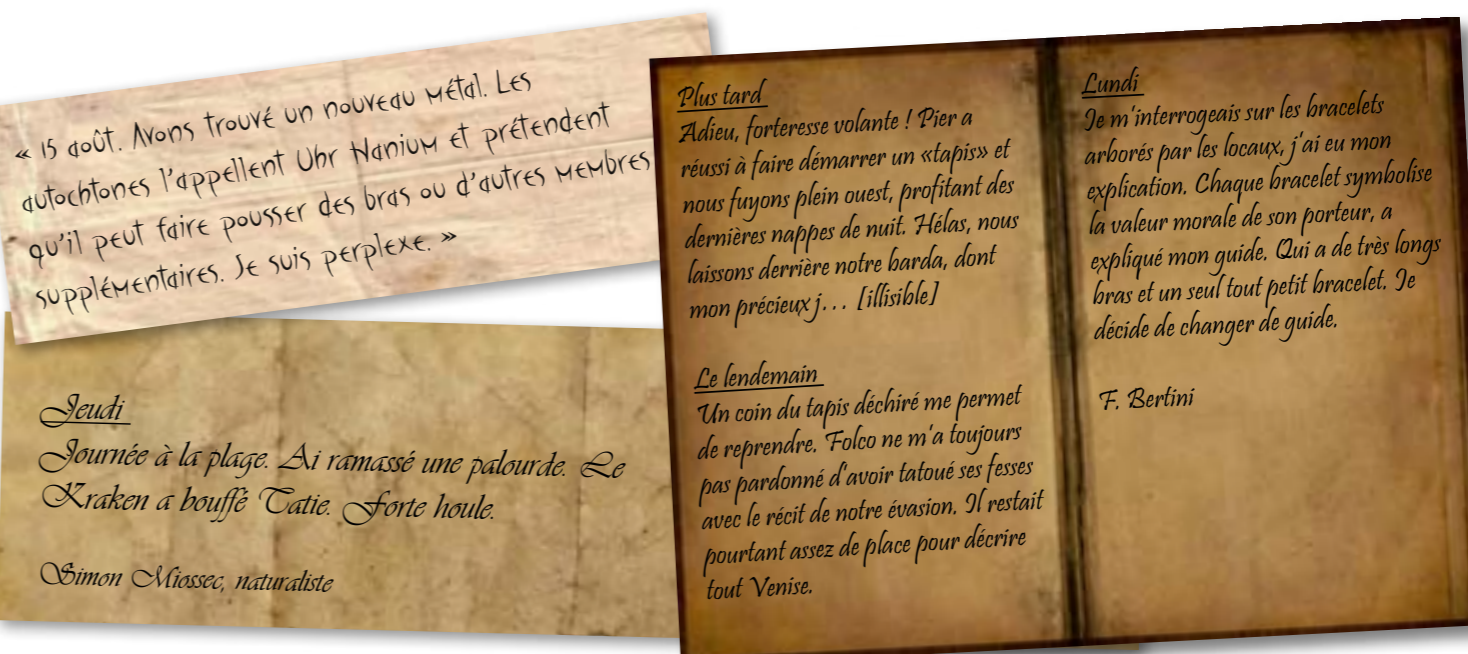 « 15 août. Avons trouvé un nouveau métal. Les
autochtones l'appellent Uhr Nanium et prétendent
qu'il peut faire pousser des bras ou d'autres membres
supplémentaires. Je suis perplexe. »
Jeudi
Journée à la plage. Ai ramassé une palourde. Le
Kraken a bouffé Tatie. Forte houle.
Simon Miossec, naturaliste
Plus tard
Adieu, forteresse volante ! Pier a
réussi à faire démarrer un «tapis» et
nous fuyons plein ouest, profitant des
dernières nappes de nuit. Hélas, nous
laissons derrière notre barda, dont
mon précieux j... [illisible]
Le lendemain
Un coin du tapis déchiré me permet
de reprendre. Folco ne m'a toujours
pas pardonné d'avoir tatoué ses fesses
avec le récit de notre évasion. Il restait
pourtant assez de place pour décrire
tout Venise.
Lundi
Je m'interrogeais sur les bracelets
arborés par les locaux, j'ai eu mon
explication. Chaque bracelet symbolise
la valeur morale de son porteur, a
expliqué mon guide. Qui a de très longs
bras et un seul tout petit bracelet. Je
décide de changer de guide.
F. Bertini